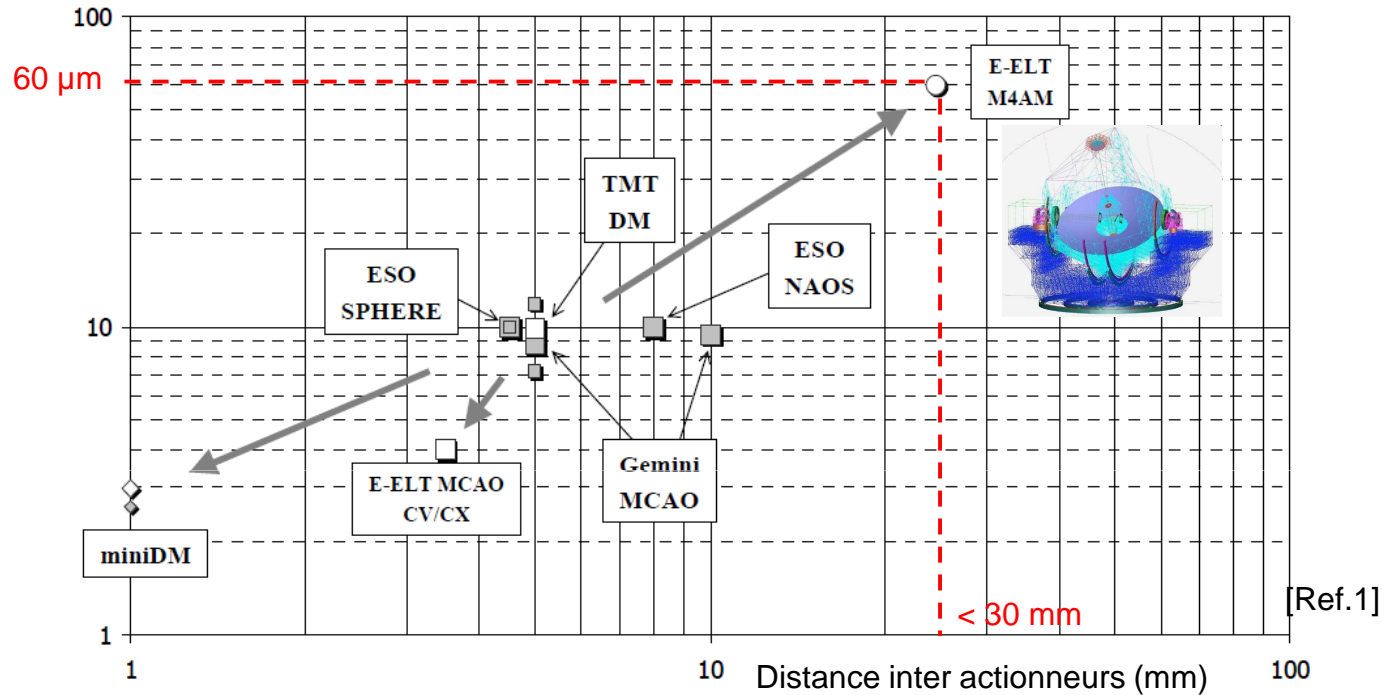 100
60 µm
E-ELT
M4AM
TMT
DM
ESO
SPHERE
ESO
NAOS
10
Gemini
MCAO
E-ELT MCAO
CV/CX
miniDM
[Ref.1]
< 30 mm
1
1
10
Distance inter actionneurs (mm)
100